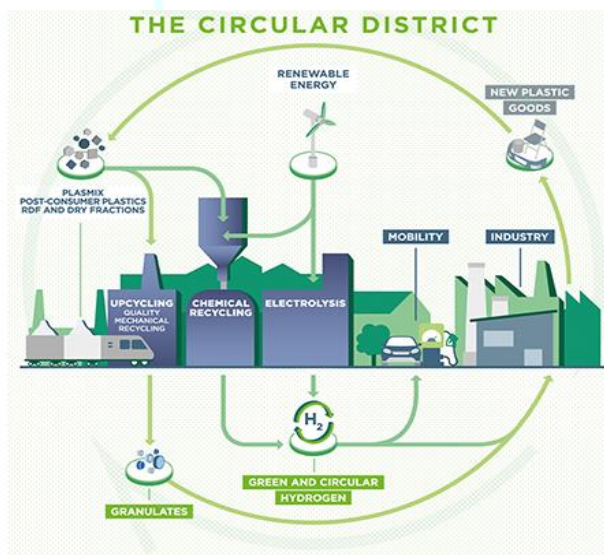 THE CIRCULAR DISTRICT
RENEWABLE
ENERGY
NEW PLASTIC
GOODS
PLASMIX
POST-CONSUMER PLASTICS
RDF AND DRY FRACTIONS
MOBILITY
INDUSTRY
UPCYCLING
QUALITY
MECHANICAL
RECYCLING
CHEMICAL
RECYCLING
ELECTROLYSIS
H2
GREEN AND CIRCULAR
HYDROGEN
GRANULATES